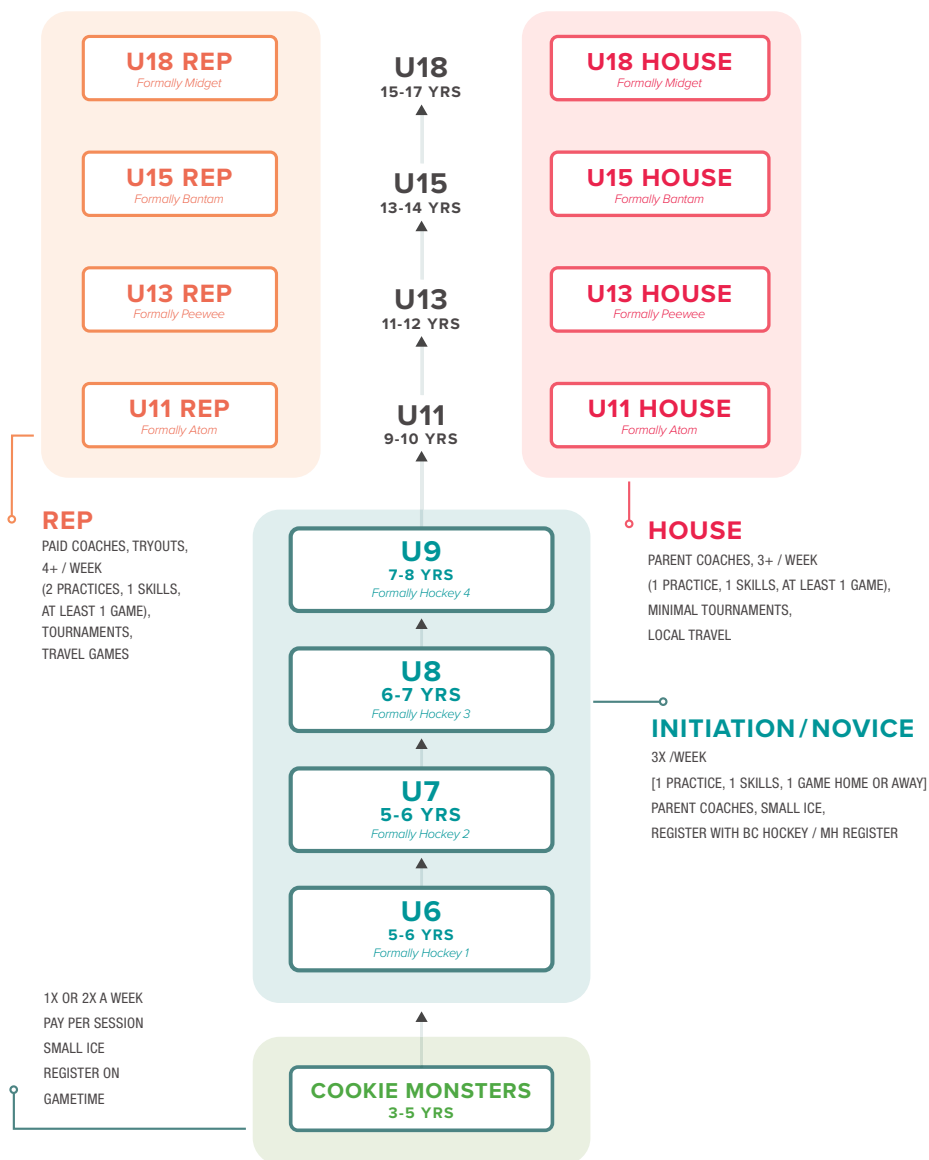 U18 REP
Formally Midget
U18
15-17 YRS
U18 HOUSE
Formally Midget
U15 REP
Formally Bantam
U15
13-14 YRS
U15 HOUSE
Formally Bantam
U13 REP
Formally Peewee
U13
11-12 YRS
U13 HOUSE
Formally Peewee
U11 REP
Formally Atom
U11
9-10 YRS
U11 HOUSE
Formally Atom
REP
PAID COACHES, TRYOUTS,
4+ / WEEK
(2 PRACTICES, 1 SKILLS,
AT LEAST 1 GAME),
TOURNAMENTS,
TRAVEL GAMES
HOUSE
PARENT COACHES, 3+ / WEEK
(1 PRACTICE, 1 SKILLS, AT LEAST 1 GAME),
MINIMAL TOURNAMENTS,
LOCAL TRAVEL
U9
7-8 YRS
Formally Hockey 4
U8
6-7 YRS
Formally Hockey 3
U7
5-6 YRS
Formally Hockey 2
U6
5-6 YRS
Formally Hockey 1
INITIATION/NOVICE
3X /WEEK
[1 PRACTICE, 1 SKILLS, 1 GAME HOME OR AWAY]
PARENT COACHES, SMALL ICE,
REGISTER WITH BC HOCKEY / MH REGISTER
1X OR 2X A WEEK
PAY PER SESSION
SMALL ICE
REGISTER ON
GAMETIME
COOKIE MONSTERS
3-5 YRS